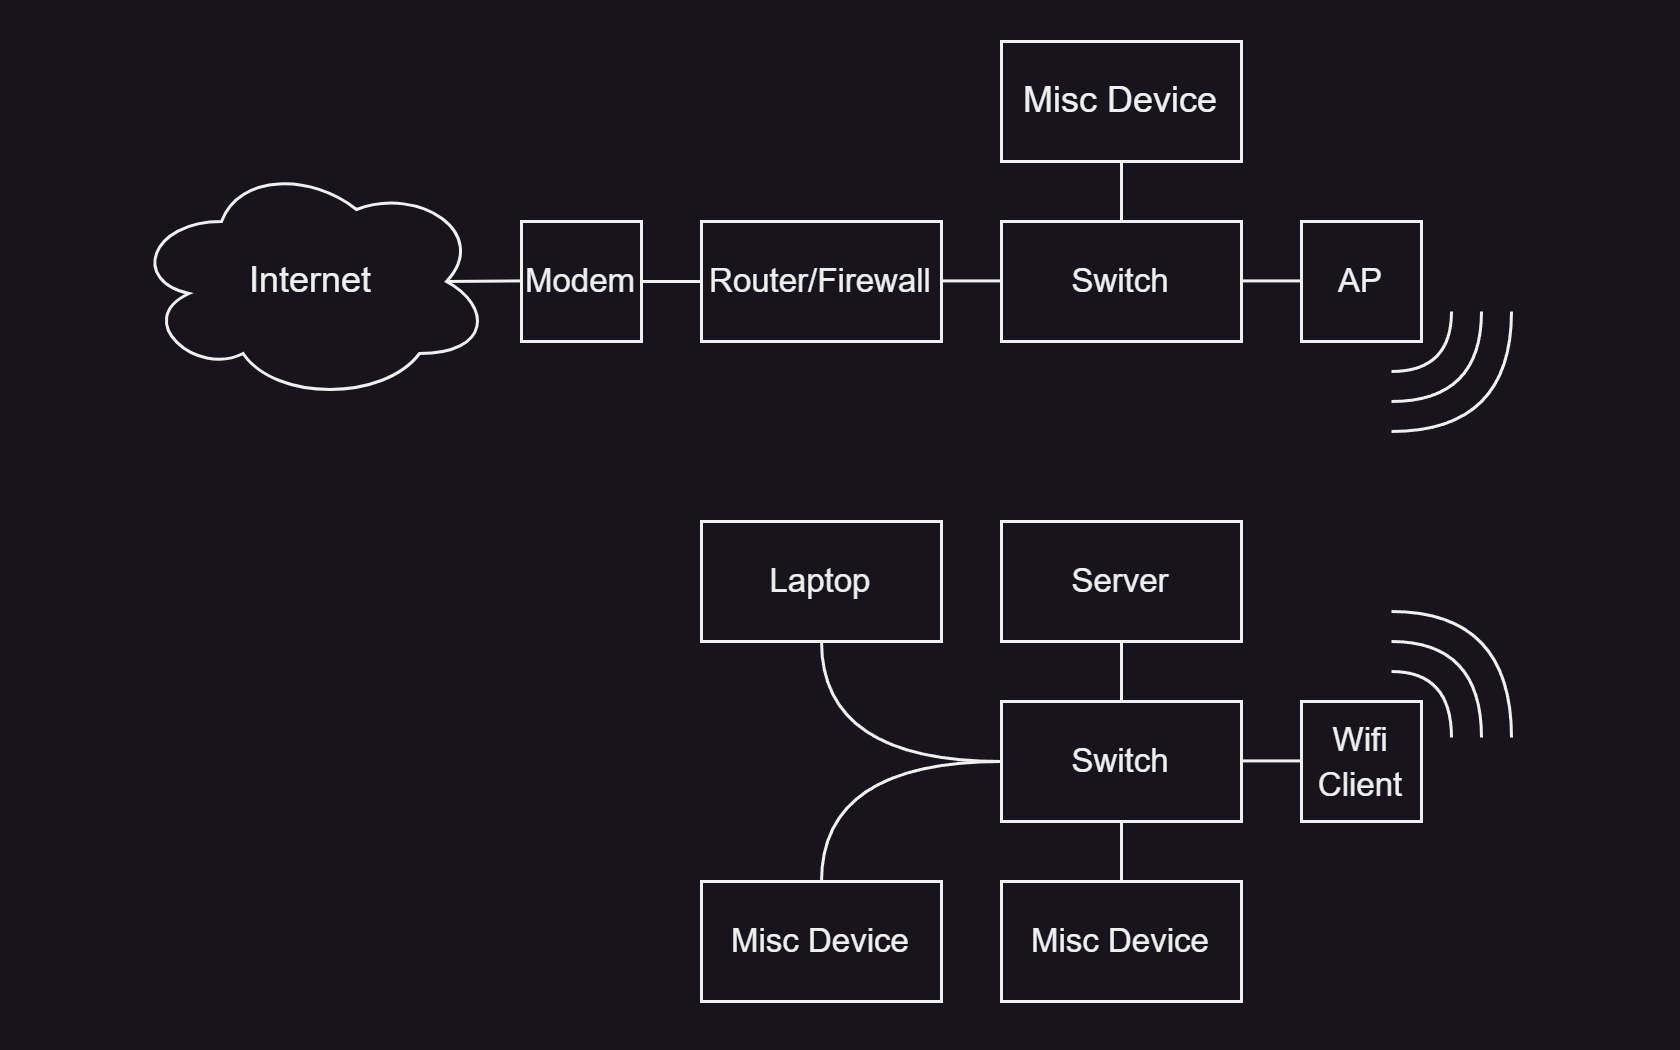 Misc Device
Internet
Modem
Router/Firewall
Switch
AP
Laptop
Server
Switch
Wifi
Client
Misc Device
Misc Device